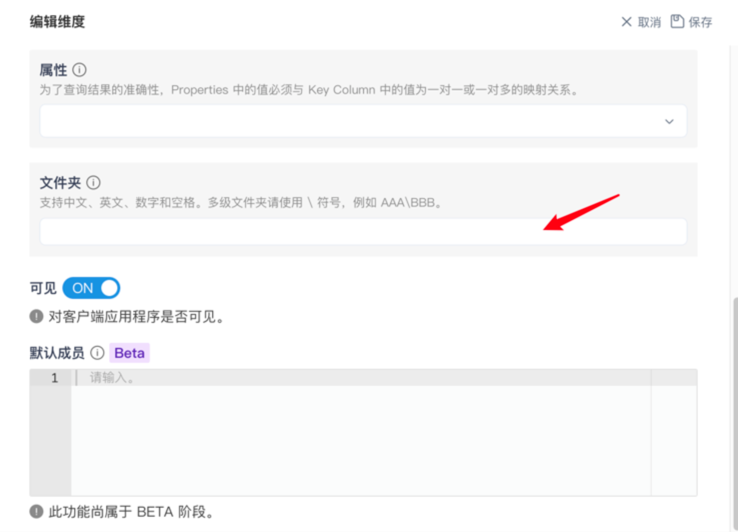 编辑维度
取消 保存
属性
为了查询结果的准确性，Properties 中的值必须与 Key Column 中的值为一对一或一对多的映射关系。
文件夹
支持中文、英文、数字和空格。多级文件夹请使用 \ 符号，例如 AAA\BBB。
可见 ON
对客户端应用程序是否可见。
默认成员 Beta
1 请输入。
此功能尚属于 BETA 阶段。